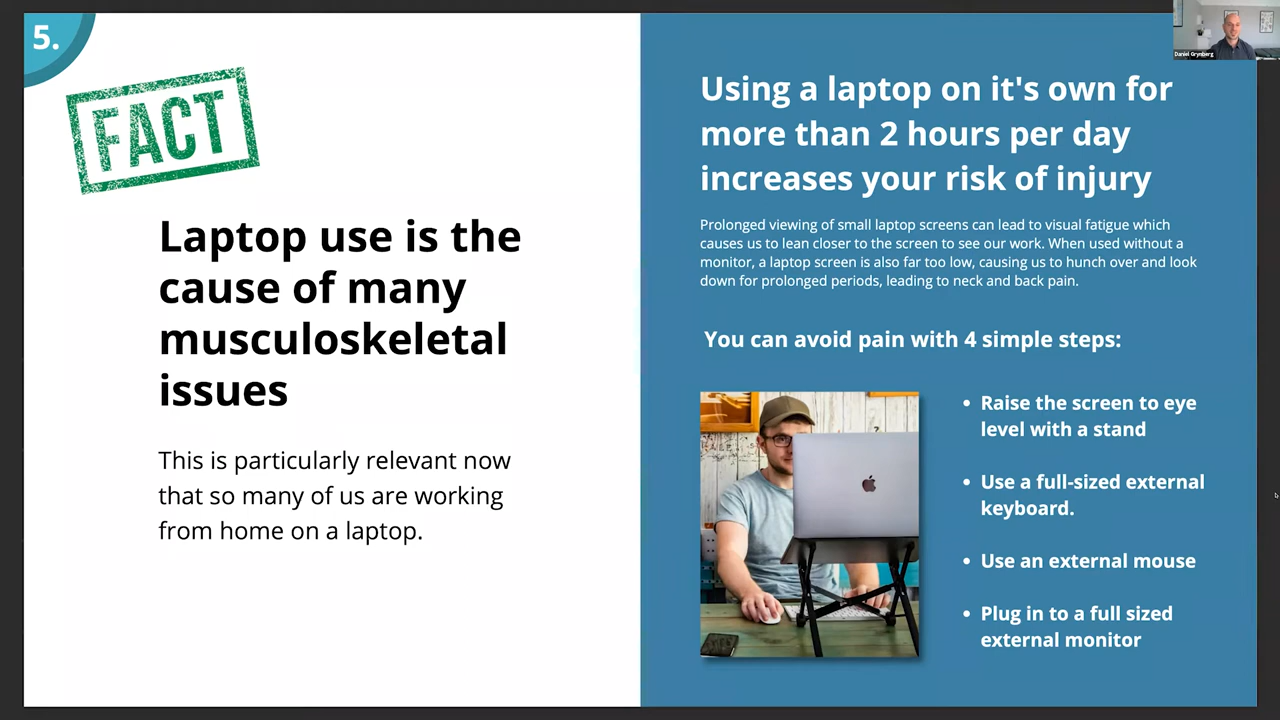 5.
FACT
Laptop use is the
cause of many
musculoskeletal
issues
This is particularly relevant now
that so many of us are working
from home on a laptop.
Using a laptop on it's own for
more than 2 hours per day
increases your risk of injury
Prolonged viewing of small laptop screens can lead to visual fatigue which
causes us to lean closer to the screen to see our work. When used without a
monitor, a laptop screen is also far too low, causing us to hunch over and look
down for prolonged periods, leading to neck and back pain.
You can avoid pain with 4 simple steps:
• Raise the screen to eye
level with a stand
• Use a full-sized external
keyboard.
• Use an external mouse
• Plug in to a full sized
external monitor
Daniel Grynberg